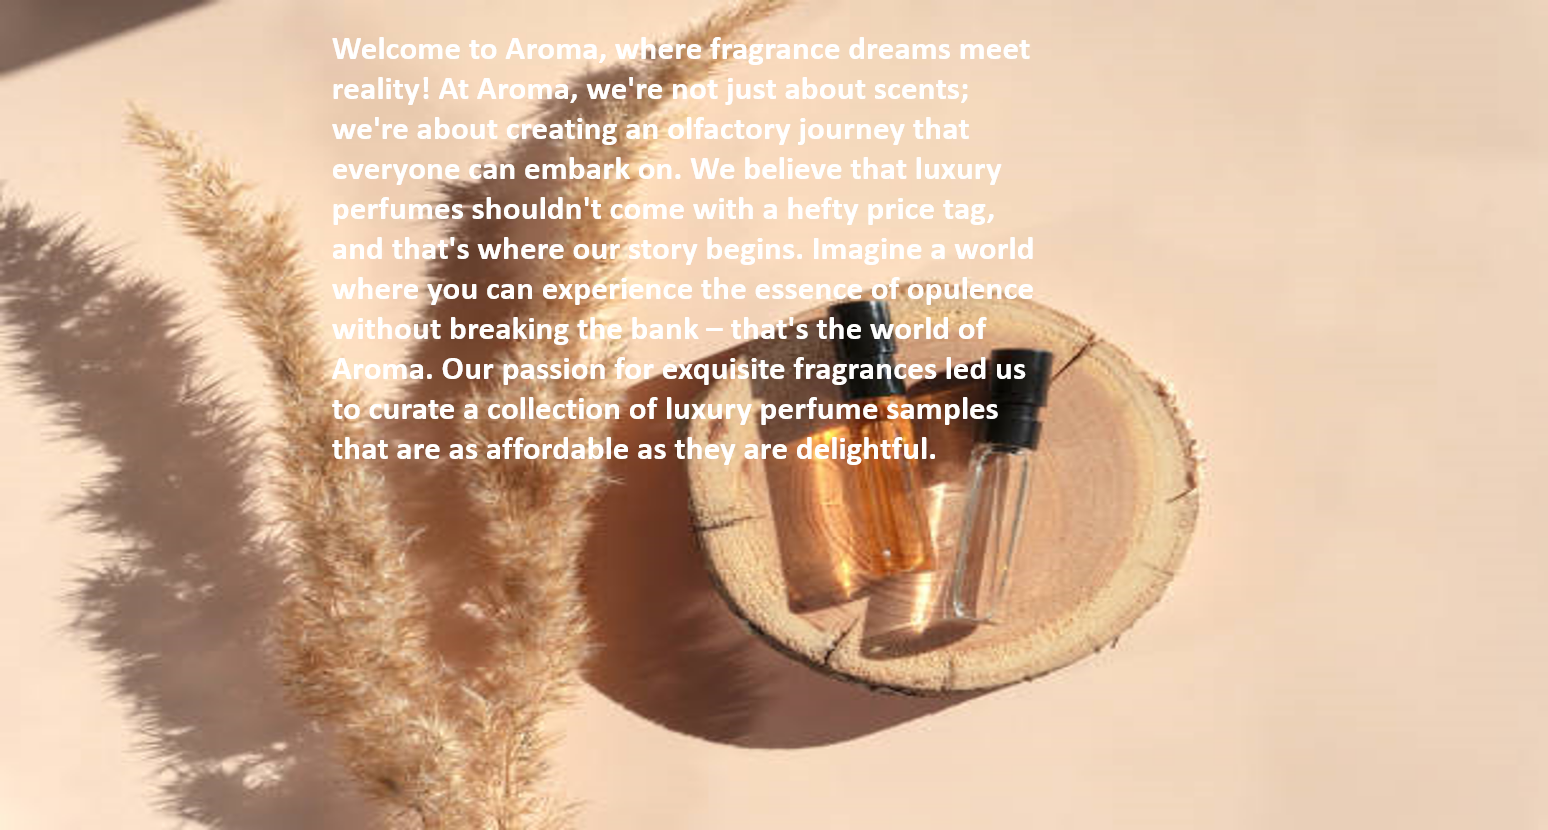 Welcome to Aroma, where fragrance dreams meet
reality! At Aroma, we're not just about scents;
we're about creating an olfactory journey that
everyone can embark on. We believe that luxury
perfumes shouldn't come with a hefty price tag,
and that's where our story begins. Imagine a world
where you can experience the essence of opulence
without breaking the bank – that's the world of
Aroma. Our passion for exquisite fragrances led us
to curate a collection of luxury perfume samples
that are as affordable as they are delightful.